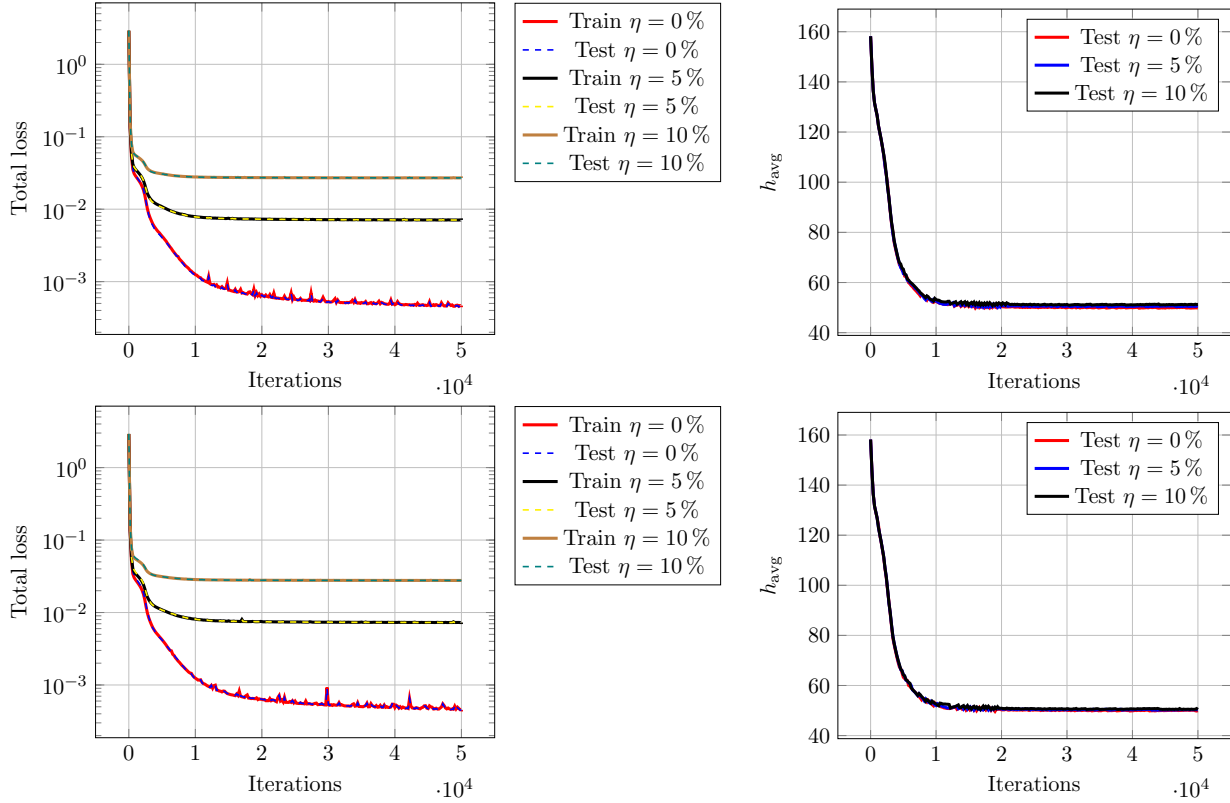 Total loss
10^0
10^{-1}
10^{-2}
10^{-3}
0 1 2 3 4 5
·10^4
Iterations
Train η = 0 %
Test η = 0 %
Train η = 5 %
Test η = 5 %
Train η = 10 %
Test η = 10 %
h_avg
160
140
120
100
80
60
40
0 1 2 3 4 5
·10^4
Iterations
Test η = 0 %
Test η = 5 %
Test η = 10 %
Total loss
10^0
10^{-1}
10^{-2}
10^{-3}
0 1 2 3 4 5
·10^4
Iterations
Train η = 0 %
Test η = 0 %
Train η = 5 %
Test η = 5 %
Train η = 10 %
Test η = 10 %
h_avg
160
140
120
100
80
60
40
0 1 2 3 4 5
·10^4
Iterations
Test η = 0 %
Test η = 5 %
Test η = 10 %